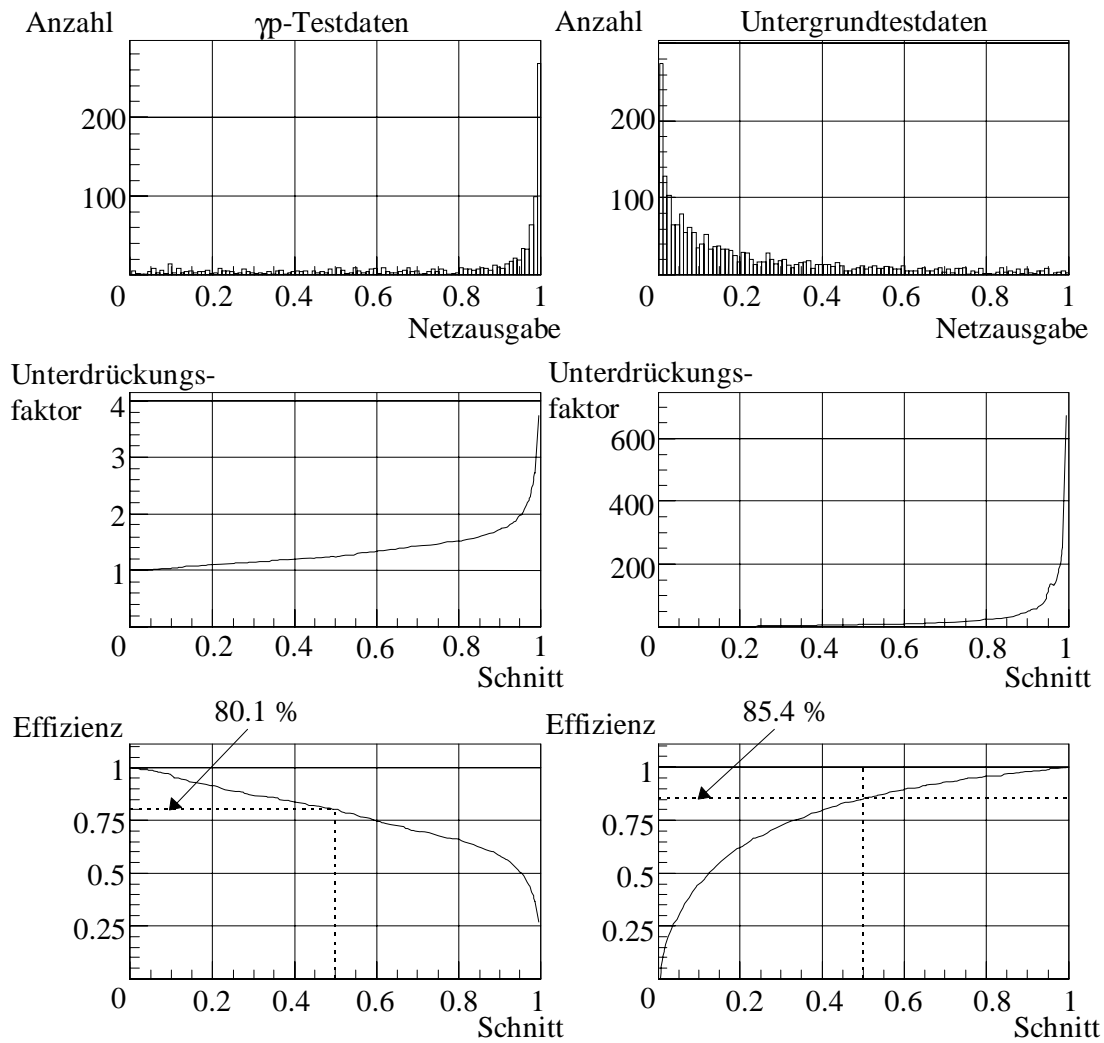 Anzahl γp-Testdaten
200
100
0 0.2 0.4 0.6 0.8 1
Netzausgabe
Anzahl Untergrundtestdaten
200
100
0 0.2 0.4 0.6 0.8 1
Netzausgabe
Unterdrückungs-
faktor
4
3
2
1
0 0.2 0.4 0.6 0.8 1
Schnitt
Unterdrückungs-
faktor
600
400
200
0 0.2 0.4 0.6 0.8 1
Schnitt
Effizienz
80.1 %
1
0.75
0.5
0.25
0 0.2 0.4 0.6 0.8 1
Schnitt
Effizienz
85.4 %
1
0.75
0.5
0.25
0 0.2 0.4 0.6 0.8 1
Schnitt